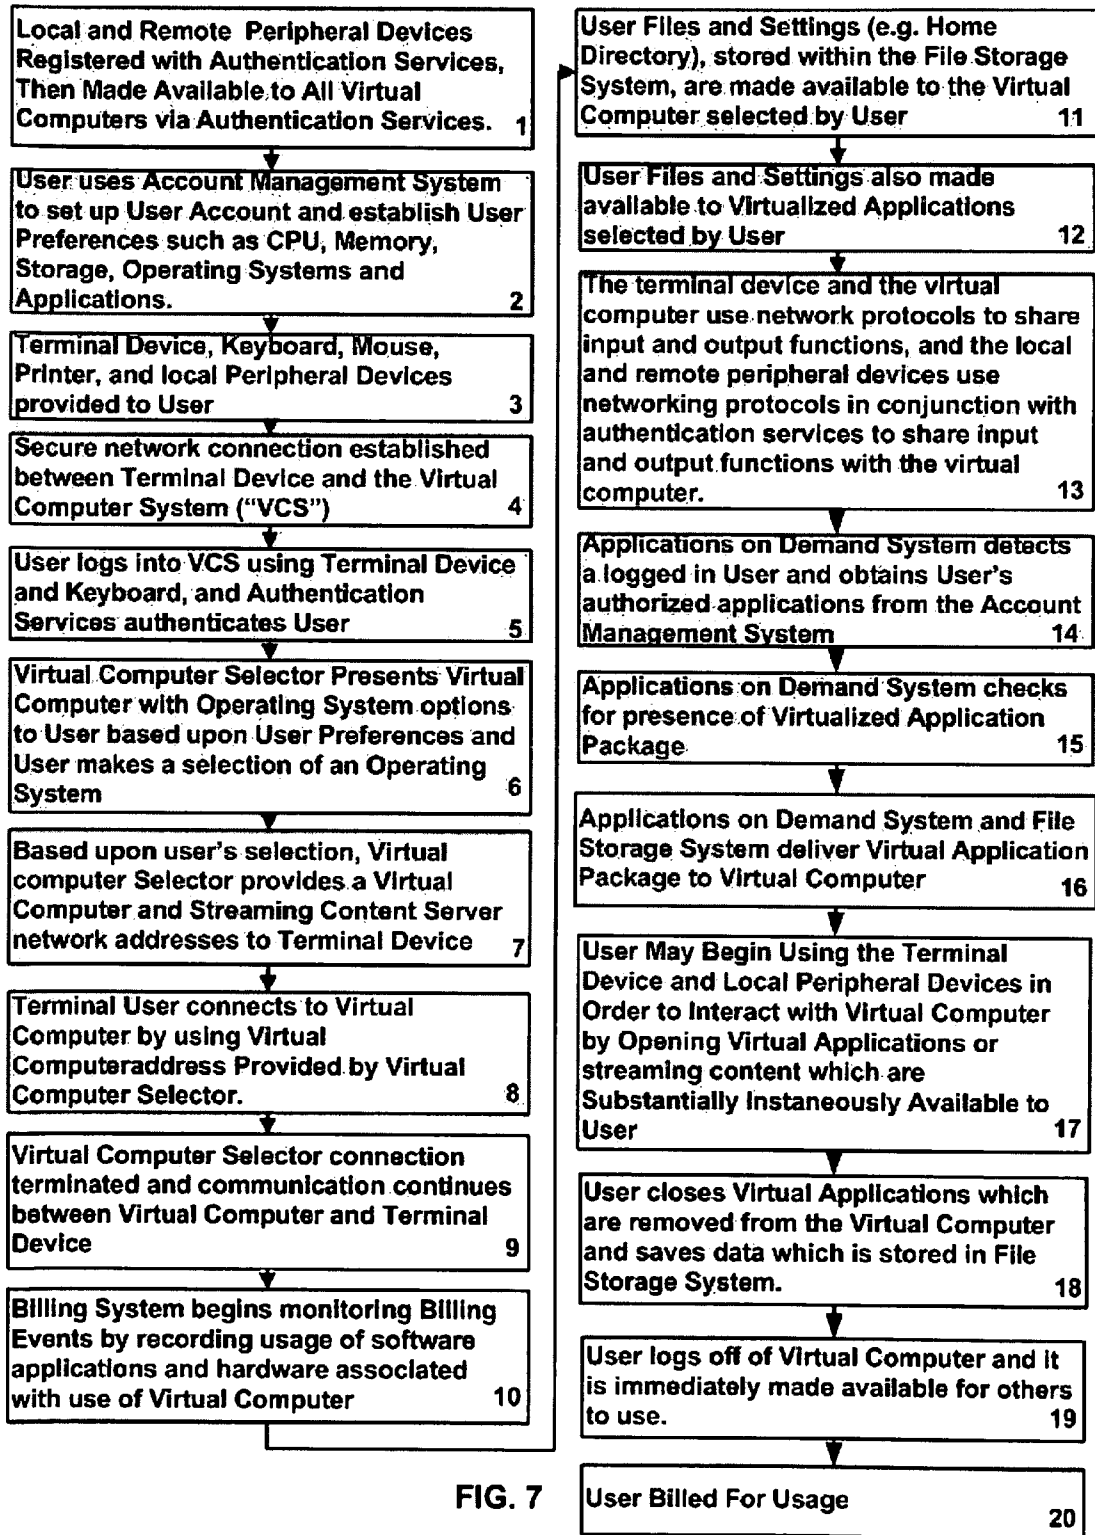 Local and Remote Peripheral Devices
Registered with Authentication Services,
Then Made Available to All Virtual
Computers via Authentication Services. 1
User uses Account Management System
to set up User Account and establish User
Preferences such as CPU, Memory,
Storage, Operating Systems and
Applications. 2
Terminal Device, Keyboard, Mouse,
Printer, and local Peripheral Devices
provided to User 3
Secure network connection established
between Terminal Device and the Virtual
Computer System ("VCS") 4
User logs into VCS using Terminal Device
and Keyboard, and Authentication
Services authenticates User 5
Virtual Computer Selector Presents Virtual
Computer with Operating System options
to User based upon User Preferences and
User makes a selection of an Operating
System 6
Based upon user's selection, Virtual
computer Selector provides a Virtual
Computer and Streaming Content Server
network addresses to Terminal Device 7
Terminal User connects to Virtual
Computer by using Virtual
Computeraddress Provided by Virtual
Computer Selector. 8
Virtual Computer Selector connection
terminated and communication continues
between Virtual Computer and Terminal
Device 9
Billing System begins monitoring Billing
Events by recording usage of software
applications and hardware associated
with use of Virtual Computer 10
User Files and Settings (e.g. Home
Directory), stored within the File Storage
System, are made available to the Virtual
Computer selected by User 11
User Files and Settings also made
available to Virtualized Applications
selected by User 12
The terminal device and the virtual
computer use network protocols to share
input and output functions, and the local
and remote peripheral devices use
networking protocols in conjunction with
authentication services to share input
and output functions with the virtual
computer. 13
Applications on Demand System detects
a logged in User and obtains User's
authorized applications from the Account
Management System 14
Applications on Demand System checks
for presence of Virtualized Application
Package 15
Applications on Demand System and File
Storage System deliver Virtual Application
Package to Virtual Computer 16
User May Begin Using the Terminal
Device and Local Peripheral Devices in
Order to Interact with Virtual Computer
by Opening Virtual Applications or
streaming content which are
Substantially Instaneously Available to
User 17
User closes Virtual Applications which
are removed from the Virtual Computer
and saves data which is stored in File
Storage System. 18
User logs off of Virtual Computer and it
is immediately made available for others
to use. 19
User Billed For Usage 20
FIG. 7